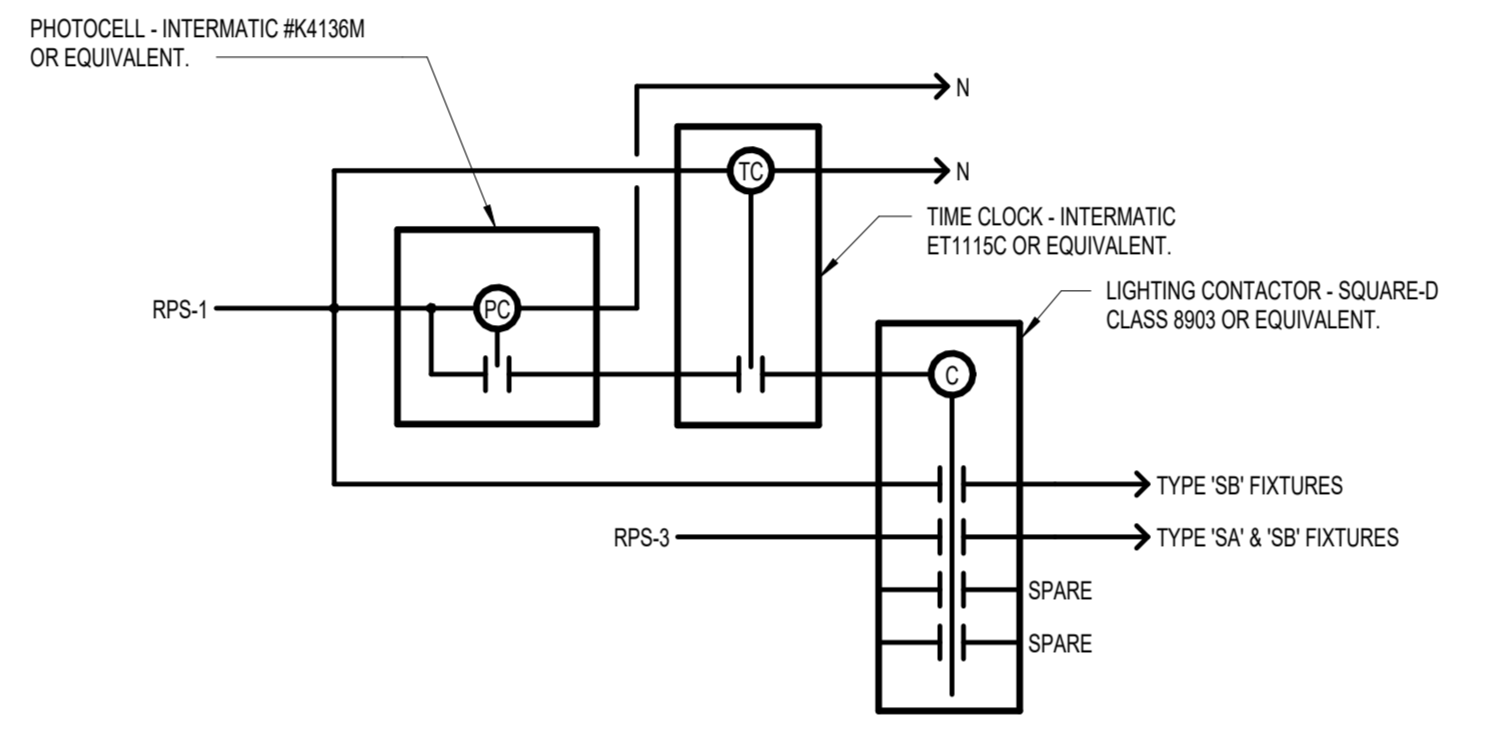 PHOTOCELL - INTERMATIC #K4136M
OR EQUIVALENT.
N
TC
N
TIME CLOCK - INTERMATIC
ET1115C OR EQUIVALENT.
LIGHTING CONTACTOR - SQUARE-D
CLASS 8903 OR EQUIVALENT.
RPS-1
PC
C
TYPE 'SB' FIXTURES
RPS-3
TYPE 'SA' & 'SB' FIXTURES
SPARE
SPARE